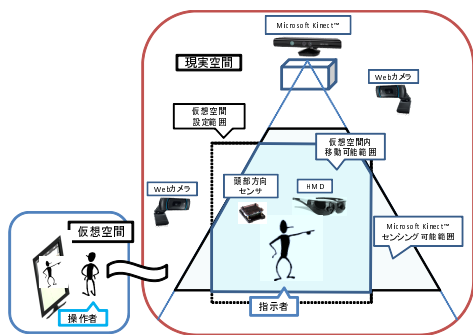 Microsoft Kinect™
現実空間
Webカメラ
仮想空間
設定範囲
仮想空間内
移動可能範囲
Webカメラ
頭部方向
センサ
HMD
仮想空間
Microsoft Kinect™
センシング可能範囲
操作者
指示者